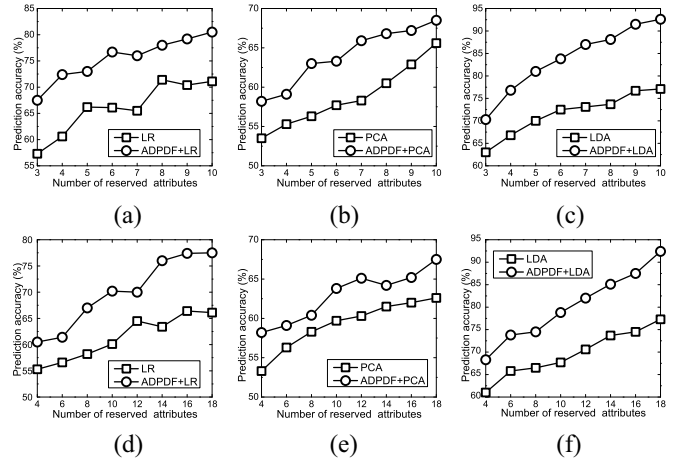 Prediction accuracy (%)
85
80
75
70
65
60
55
3 4 5 6 7 8 9 10
LR
ADPDF+LR
Number of reserved attributes
(a)
Prediction accuracy (%)
70
65
60
55
50
3 4 5 6 7 8 9 10
PCA
ADPDF+PCA
Number of reserved attributes
(b)
Prediction accuracy (%)
95
90
85
80
75
70
65
60
3 4 5 6 7 8 9 10
LDA
ADPDF+LDA
Number of reserved attributes
(c)
Prediction accuracy (%)
80
75
70
65
60
55
50
4 6 8 10 12 14 16 18
LR
ADPDF+LR
Number of reserved attributes
(d)
Prediction accuracy (%)
70
65
60
55
50
4 6 8 10 12 14 16 18
PCA
ADPDF+PCA
Number of reserved attributes
(e)
Prediction accuracy (%)
95
90
85
80
75
70
65
60
4 6 8 10 12 14 16 18
LDA
ADPDF+LDA
Number of reserved attributes
(f)